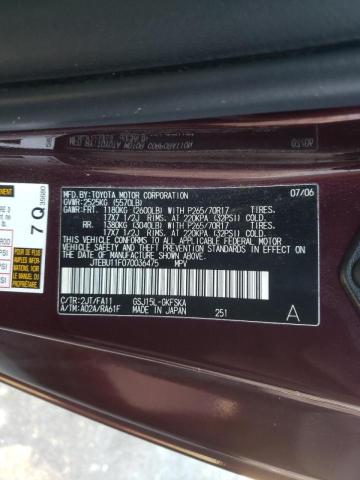 MFD.BY:TOYOTA MOTOR CORPORATION 07/06
GVWR:2525KG (5570LB)
GAWR:FRT. 1180KG (2600LB) WITH P265/70R17 TIRES.
17X7 1/2J RIMS, AT 220KPA (32PSI) COLD
RR. 1380KG (3040LB) WITH P265/70R17 TIRES.
17X7 1/2J RIMS, AT 220KPA (32PSI) COLD
THIS VEHICLE CONFORMS TO ALL APPLICABLE FEDERAL MOTOR VEHICLE
SAFETY, BUMPER, AND THEFT PREVENTION STANDARDS IN EFFECT ON
THE DATE OF MANUFACTURE SHOWN ABOVE.
JTEBU11F070036475 MPV
C/TR:2JT/FA11 GSJ15L-GKFSKA
A/TM:A02A/RA61F MADE IN JAPAN 251 A
7 Q
35080